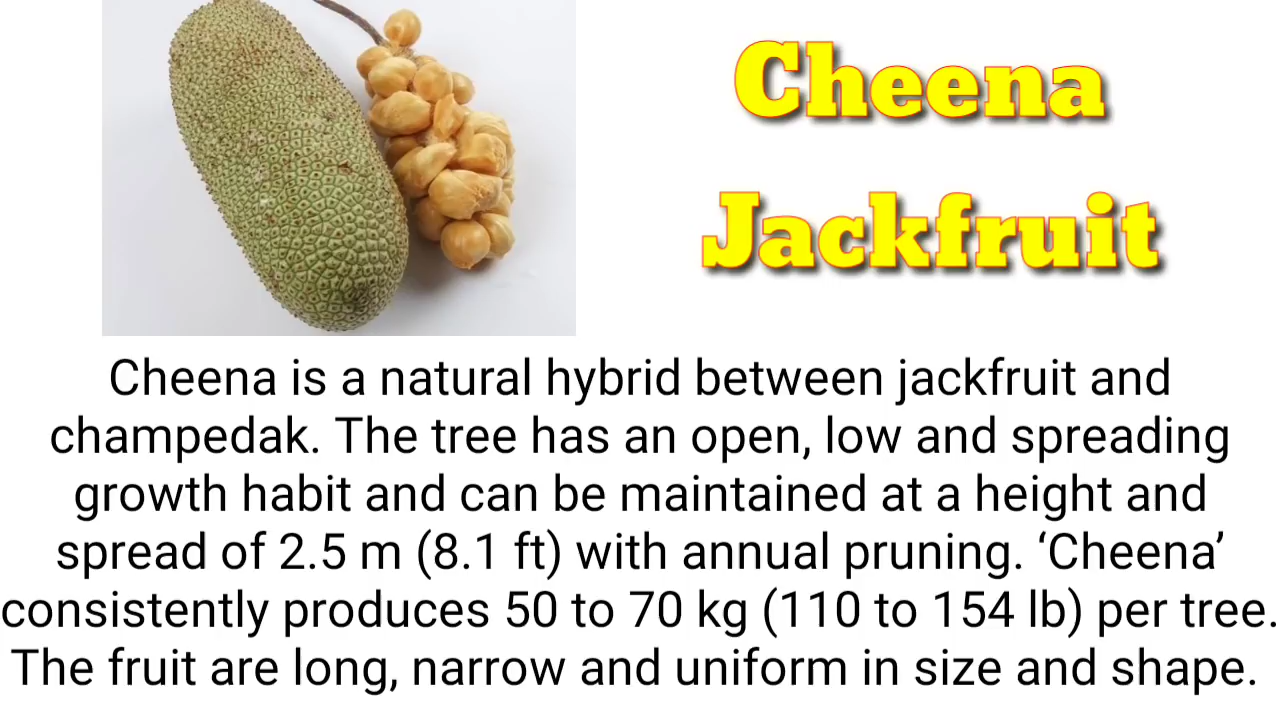 Cheena
Jackfruit
Cheena is a natural hybrid between jackfruit and
champedak. The tree has an open, low and spreading
growth habit and can be maintained at a height and
spread of 2.5 m (8.1 ft) with annual pruning. ‘Cheena’
consistently produces 50 to 70 kg (110 to 154 lb) per tree.
The fruit are long, narrow and uniform in size and shape.